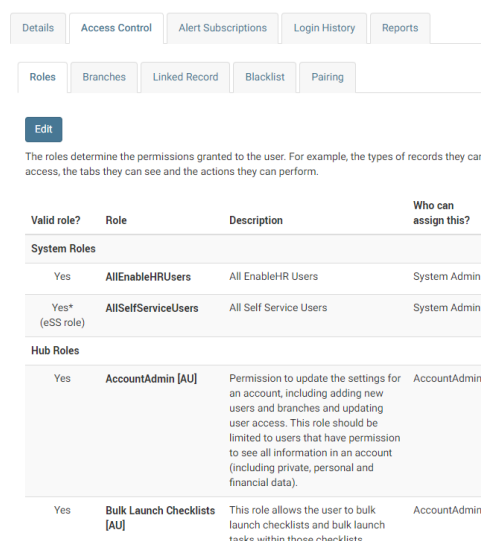 Details Access Control Alert Subscriptions Login History Reports
Roles Branches Linked Record Blacklist Pairing
Edit
The roles determine the permissions granted to the user. For example, the types of records they can
access, the tabs they can see and the actions they can perform.
Valid role? Role Description Who can assign this?
System Roles
Yes AllEnableHRUsers All EnableHR Users System Admin
Yes* AllSelfServiceUsers All Self Service Users System Admin
(eSS role)
Hub Roles
Yes AccountAdmin [AU] Permission to update the settings for AccountAdmin
an account, including adding new
users and branches and updating
user access. This role should be
limited to users that have permission
to see all information in an account
(including private, personal and
financial data).
Yes Bulk Launch Checklists This role allows the user to bulk AccountAdmin
[AU] launch checklists and bulk launch
tasks within those checklists